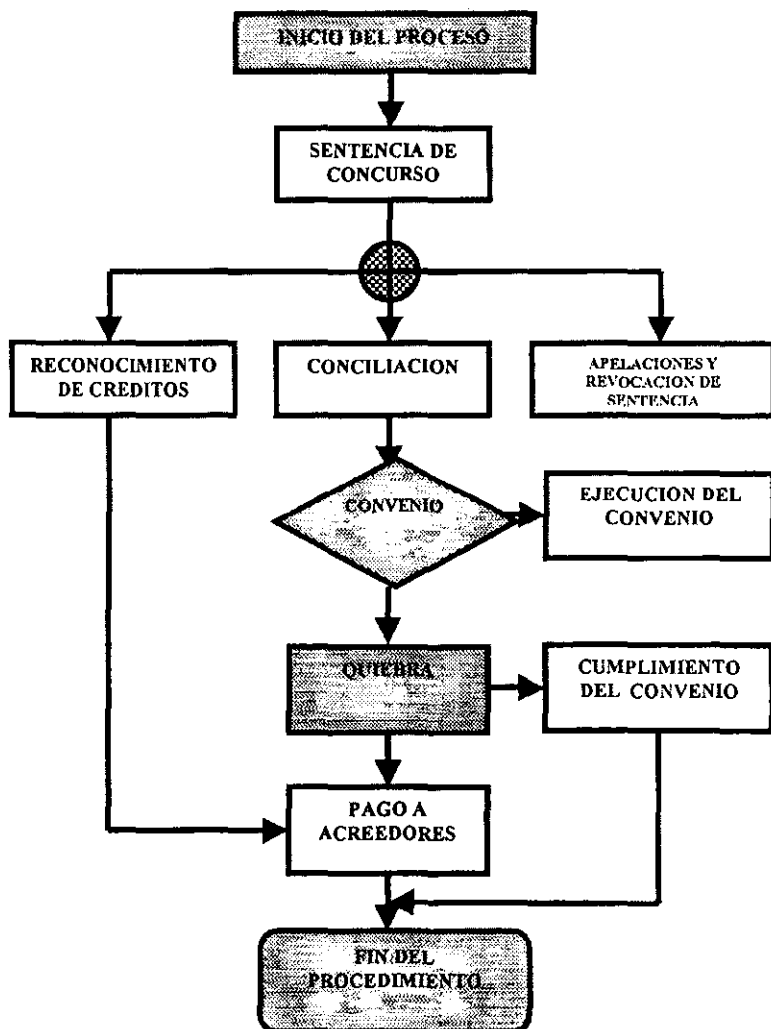 INICIO DEL PROCESO
SENTENCIA DE
CONCURSO
RECONOCIMIENTO
DE CREDITOS
CONCILIACION
APELACIONES Y
REVOCACION DE
SENTENCIA
CONVENIO
EJECUCION DEL
CONVENIO
QUIEBRA
CUMPLIMIENTO
DEL CONVENIO
PAGO A
ACREEDORES
FIN DEL
PROCEDIMIENTO